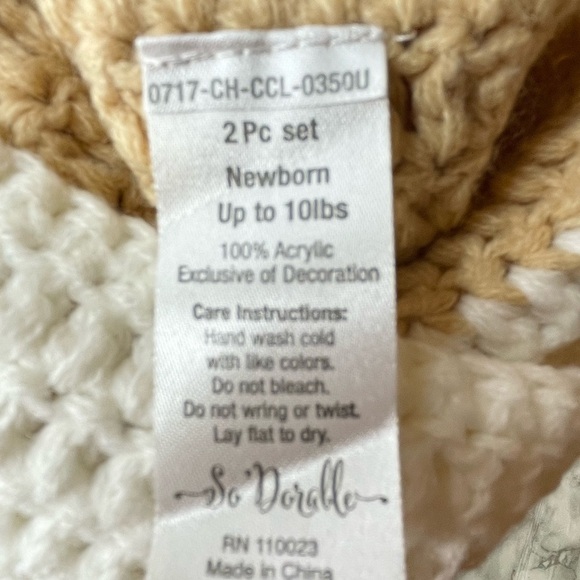 0717-CH-CCL-0350U
2Pc set
Newborn
Up to 10lbs
100% Acrylic
Exclusive of Decoration
Care Instructions:
Hand wash cold
with like colors.
Do not bleach.
Do not wring or twist.
Lay flat to dry.
So'Dorable
RN 110023
Made in China